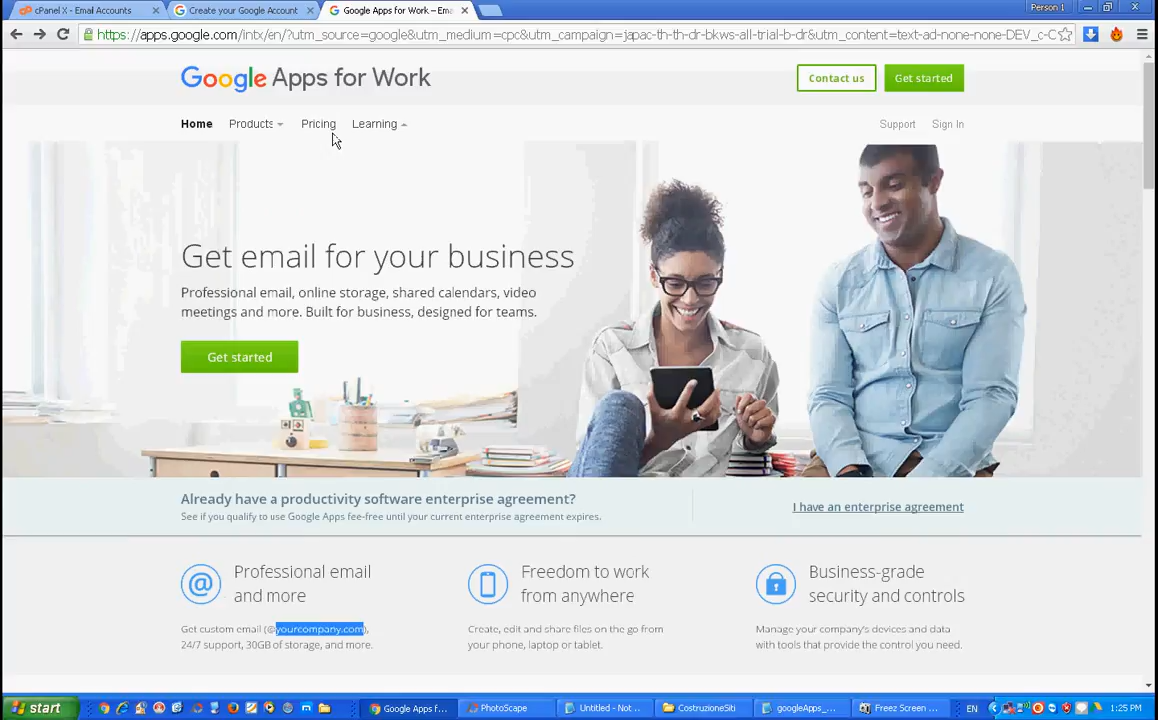 cPanel X - Email Accounts
Create your Google Account
Google Apps for Work – Em
Person 1
https://apps.google.com/intx/en/?utm_source=google&utm_medium=cpc&utm_campaign=japac-th-th-dr-bkws-all-trial-b-dr&utm_content=text-ad-none-none-DEV_c-C
Google Apps for Work
Contact us
Get started
Home
Products
Pricing
Learning
Support
Sign In
Get email for your business
Professional email, online storage, shared calendars, video
meetings and more. Built for business, designed for teams.
Get started
Already have a productivity software enterprise agreement?
See if you qualify to use Google Apps fee-free until your current enterprise agreement expires.
I have an enterprise agreement
@
Professional email
and more
Get custom email (@yourcompany.com),
24/7 support, 30GB of storage, and more.
Freedom to work
from anywhere
Create, edit and share files on the go from
your phone, laptop or tablet.
Business-grade
security and controls
Manage your company's devices and data
with tools that provide the control you need.
start
Google Apps f...
PhotoScape
Untitled - Not ...
CostruzioneSiti
googleApps_...
Freez Screen ...
EN
1:25 PM